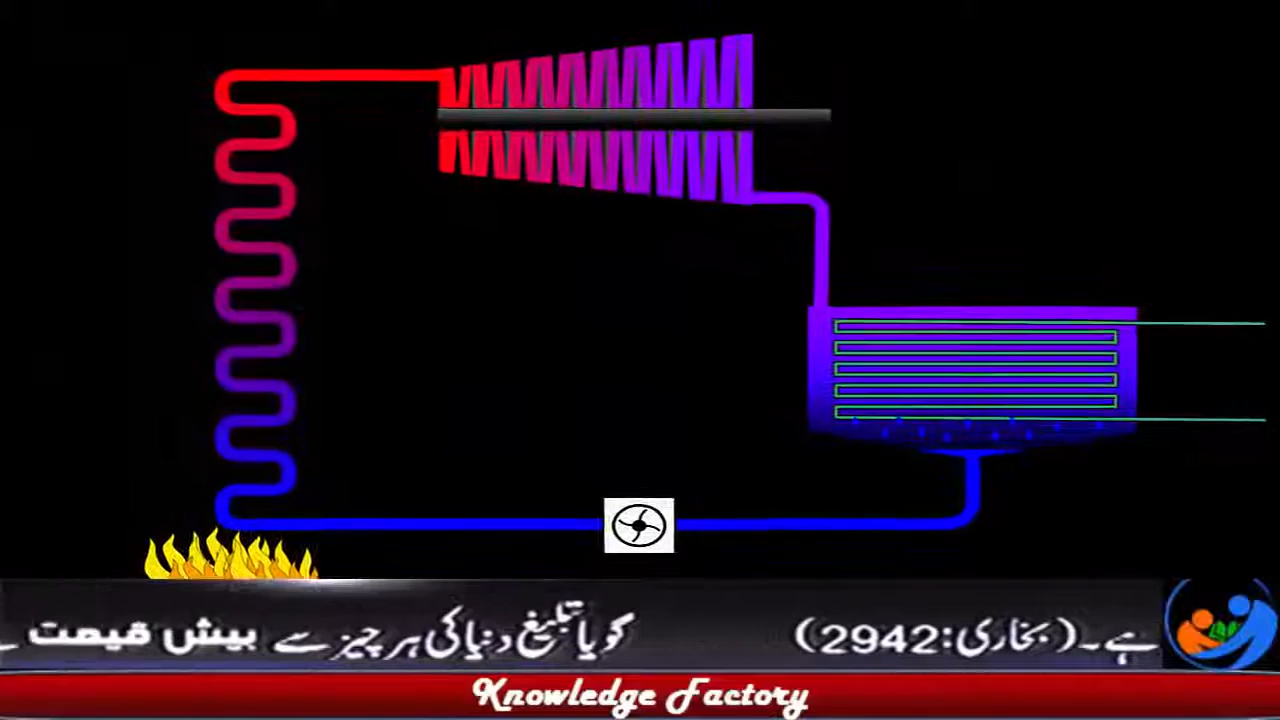 ہے۔(بخاری:2942) گویا تبلیغ دنیا کی ہر چیز سے بیش قیمت
Knowledge Factory